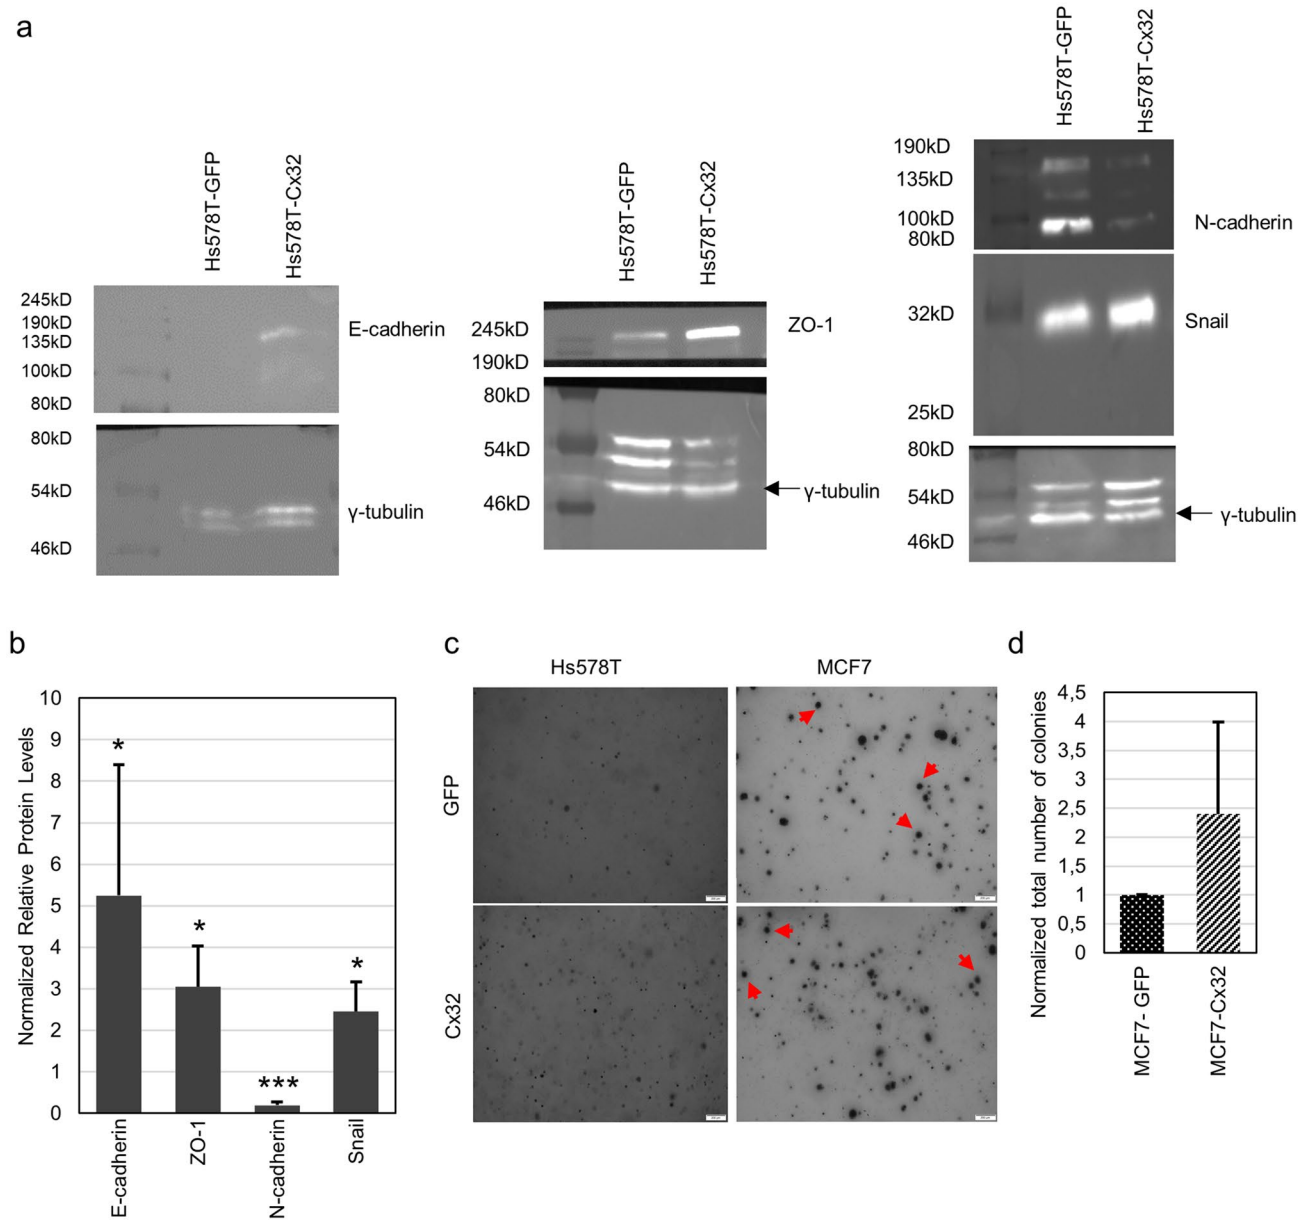 a
Hs578T-GFP
Hs578T-Cx32
245kD
190kD
135kD
100kD
80kD
E-cadherin
80kD
54kD
46kD
γ-tubulin
Hs578T-GFP
Hs578T-Cx32
245kD
190kD
ZO-1
80kD
54kD
46kD
γ-tubulin
Hs578T-GFP
Hs578T-Cx32
190kD
135kD
100kD
80kD
N-cadherin
32kD
25kD
Snail
80kD
54kD
46kD
γ-tubulin
b
Normalized Relative Protein Levels
10
9
8
7
6
5
4
3
2
1
0
*
*
***
*
E-cadherin
ZO-1
N-cadherin
Snail
c
Hs578T
MCF7
GFP
Cx32
d
Normalized total number of colonies
4,5
4
3,5
3
2,5
2
1,5
1
0,5
0
MCF7- GFP
MCF7-Cx32